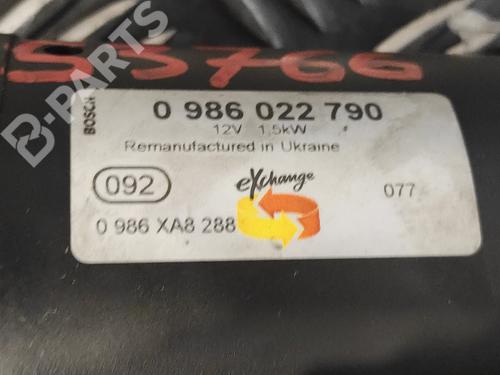 B-PARTS
55766
BOSCH
0 986 022 790
12V 1,5kW
Remanufactured in Ukraine
092
eXchange
077
0 986 XA8 288